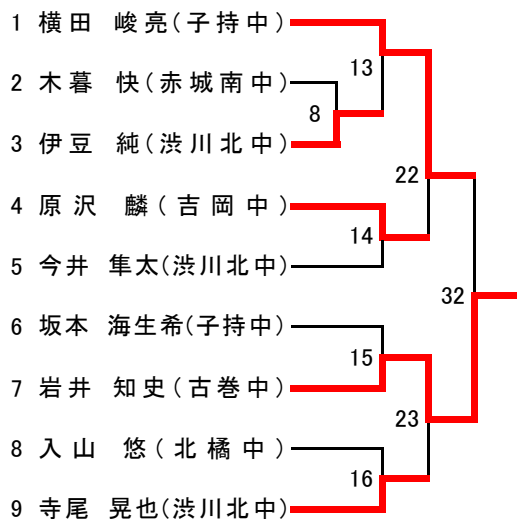 1 横田 峻亮(子持中)
13
2 木暮 快(赤城南中)
8
3 伊豆 純(渋川北中)
22
4 原沢 麟(吉岡中)
14
5 今井 隼太(渋川北中)
32
6 坂本 海生希(子持中)
15
7 岩井 知史(古巻中)
23
8 入山 悠(北橘中)
16
9 寺尾 晃也(渋川北中)